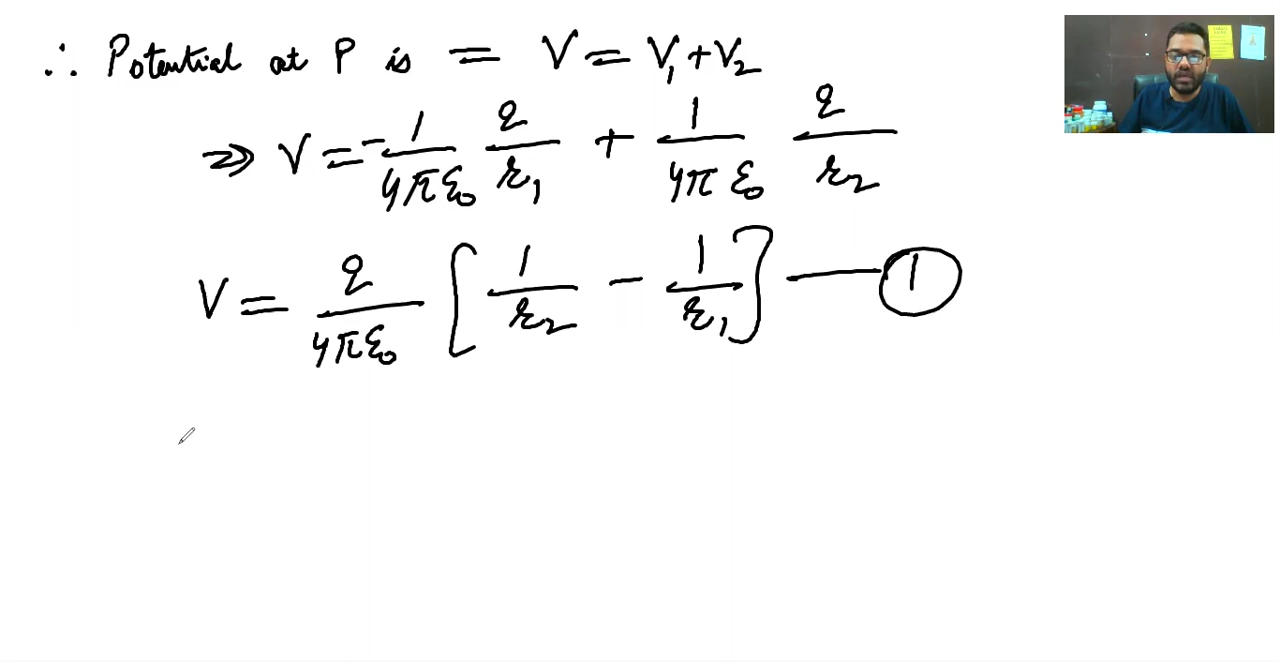 ∴ Potential at P is = V = V₁ + V₂
⇒ V = -1/4πε₀ q/r₁ + 1/4πε₀ q/r₂
V = q/4πε₀ [1/r₂ - 1/r₁] — ①